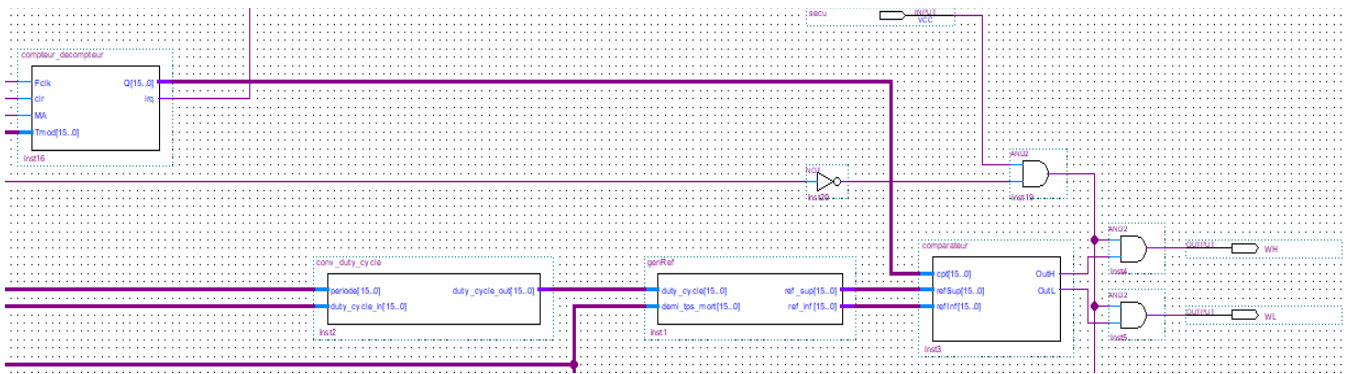 secu
INPUT
VCC
compteur_decompteur
Fclk
Q[15..0]
clr
irq
MA
Tmod[15..0]
inst16
AND2
inst19
NOT
inst20
AND2
OUTPUT
WH
inst4
comparateur
cpt[15..0]
OutH
refSup[15..0]
OutL
refInf[15..0]
inst3
conv_duty_cycle
periode[15..0]
duty_cycle_out[15..0]
duty_cycle_in[15..0]
inst2
genRef
duty_cycle[15..0]
ref_sup[15..0]
demi_tps_mort[15..0]
ref_inf[15..0]
inst1
AND2
OUTPUT
WL
inst5